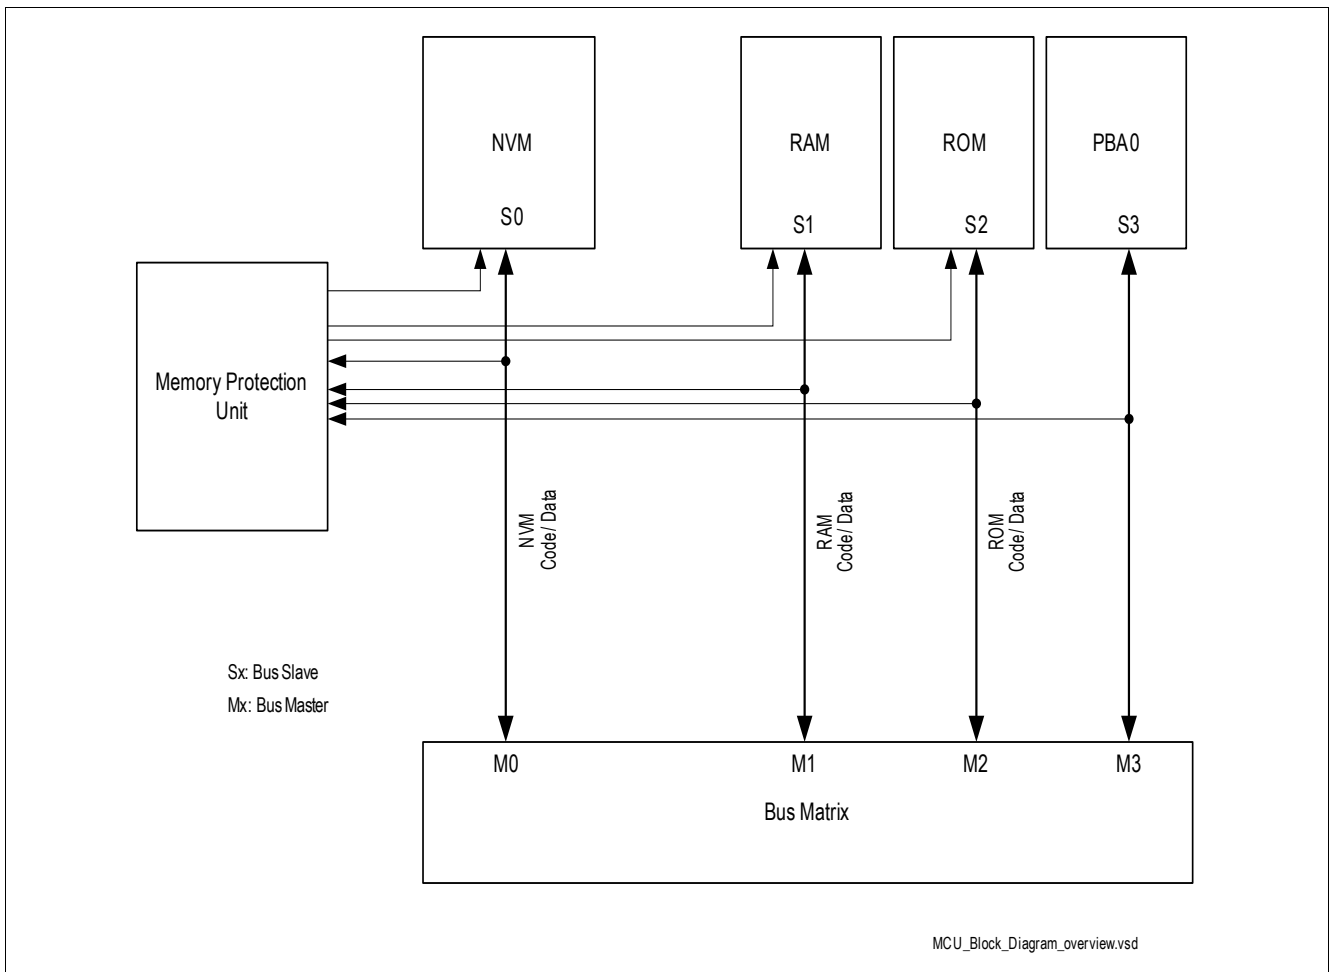 NVM
RAM
ROM
PBA0
S0
S1
S2
S3
Memory Protection
Unit
NVM
Code/ Data
RAM
Code/ Data
ROM
Code/ Data
Sx: Bus Slave
Mx: Bus Master
M0
M1
M2
M3
Bus Matrix
MCU_Block_Diagram_overview.vsd